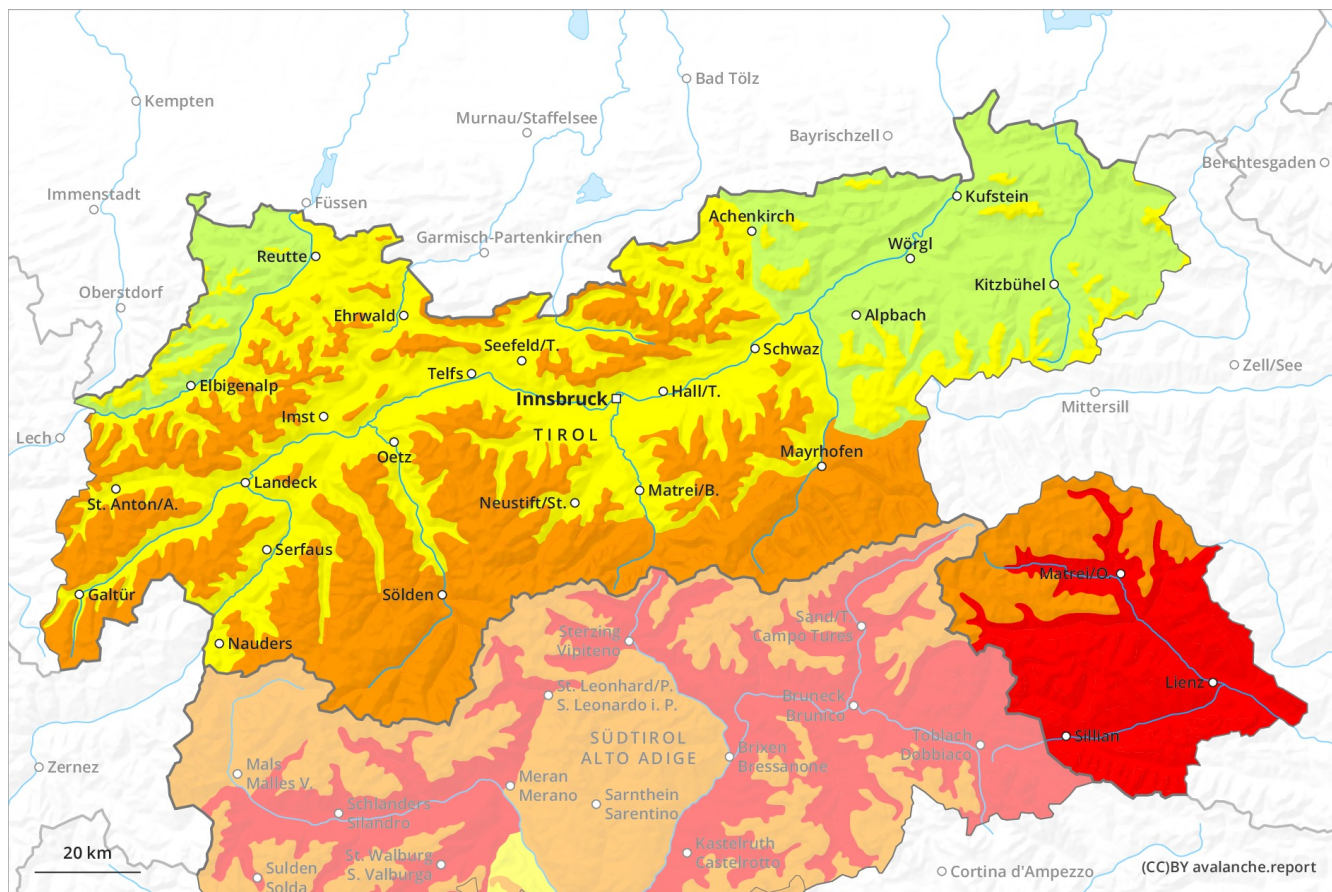 Kempten
Bad Tölz
Murnau/Staffelsee
Bayrischzell
Berchtesgaden
Immenstadt
Füssen
Kufstein
Achenkirch
Garmisch-Partenkirchen
Wörgl
Reutte
Oberstdorf
Kitzbühel
Ehrwald
Alpbach
Seefeld/T.
Schwaz
Zell/See
Telfs
Elbigenalp
Hall/T.
Innsbruck
Mittersill
Imst
Lech
TIROL
Oetz
Mayrhofen
Landeck
Matrei/B.
St. Anton/A.
Neustift/St.
Serfaus
Matrei/O.
Galtür
Sölden
Sand/T.
Campo Tures
Sterzing
Vipiteno
Nauders
Lienz
St. Leonhard/P.
S. Leonardo i. P.
Bruneck
Brunico
Sillian
SÜDTIROL
ALTO ADIGE
Toblach
Dobbiaco
Brixen
Bressanone
Zernez
Mals
Malles V.
Meran
Merano
Sarnthein
Sarentino
Schlanders
Silandro
Kastelruth
Castelrotto
20 km
St. Walburg
S. Valburga
Sulden
Solda
Cortina d'Ampezzo
(CC)BY avalanche.report